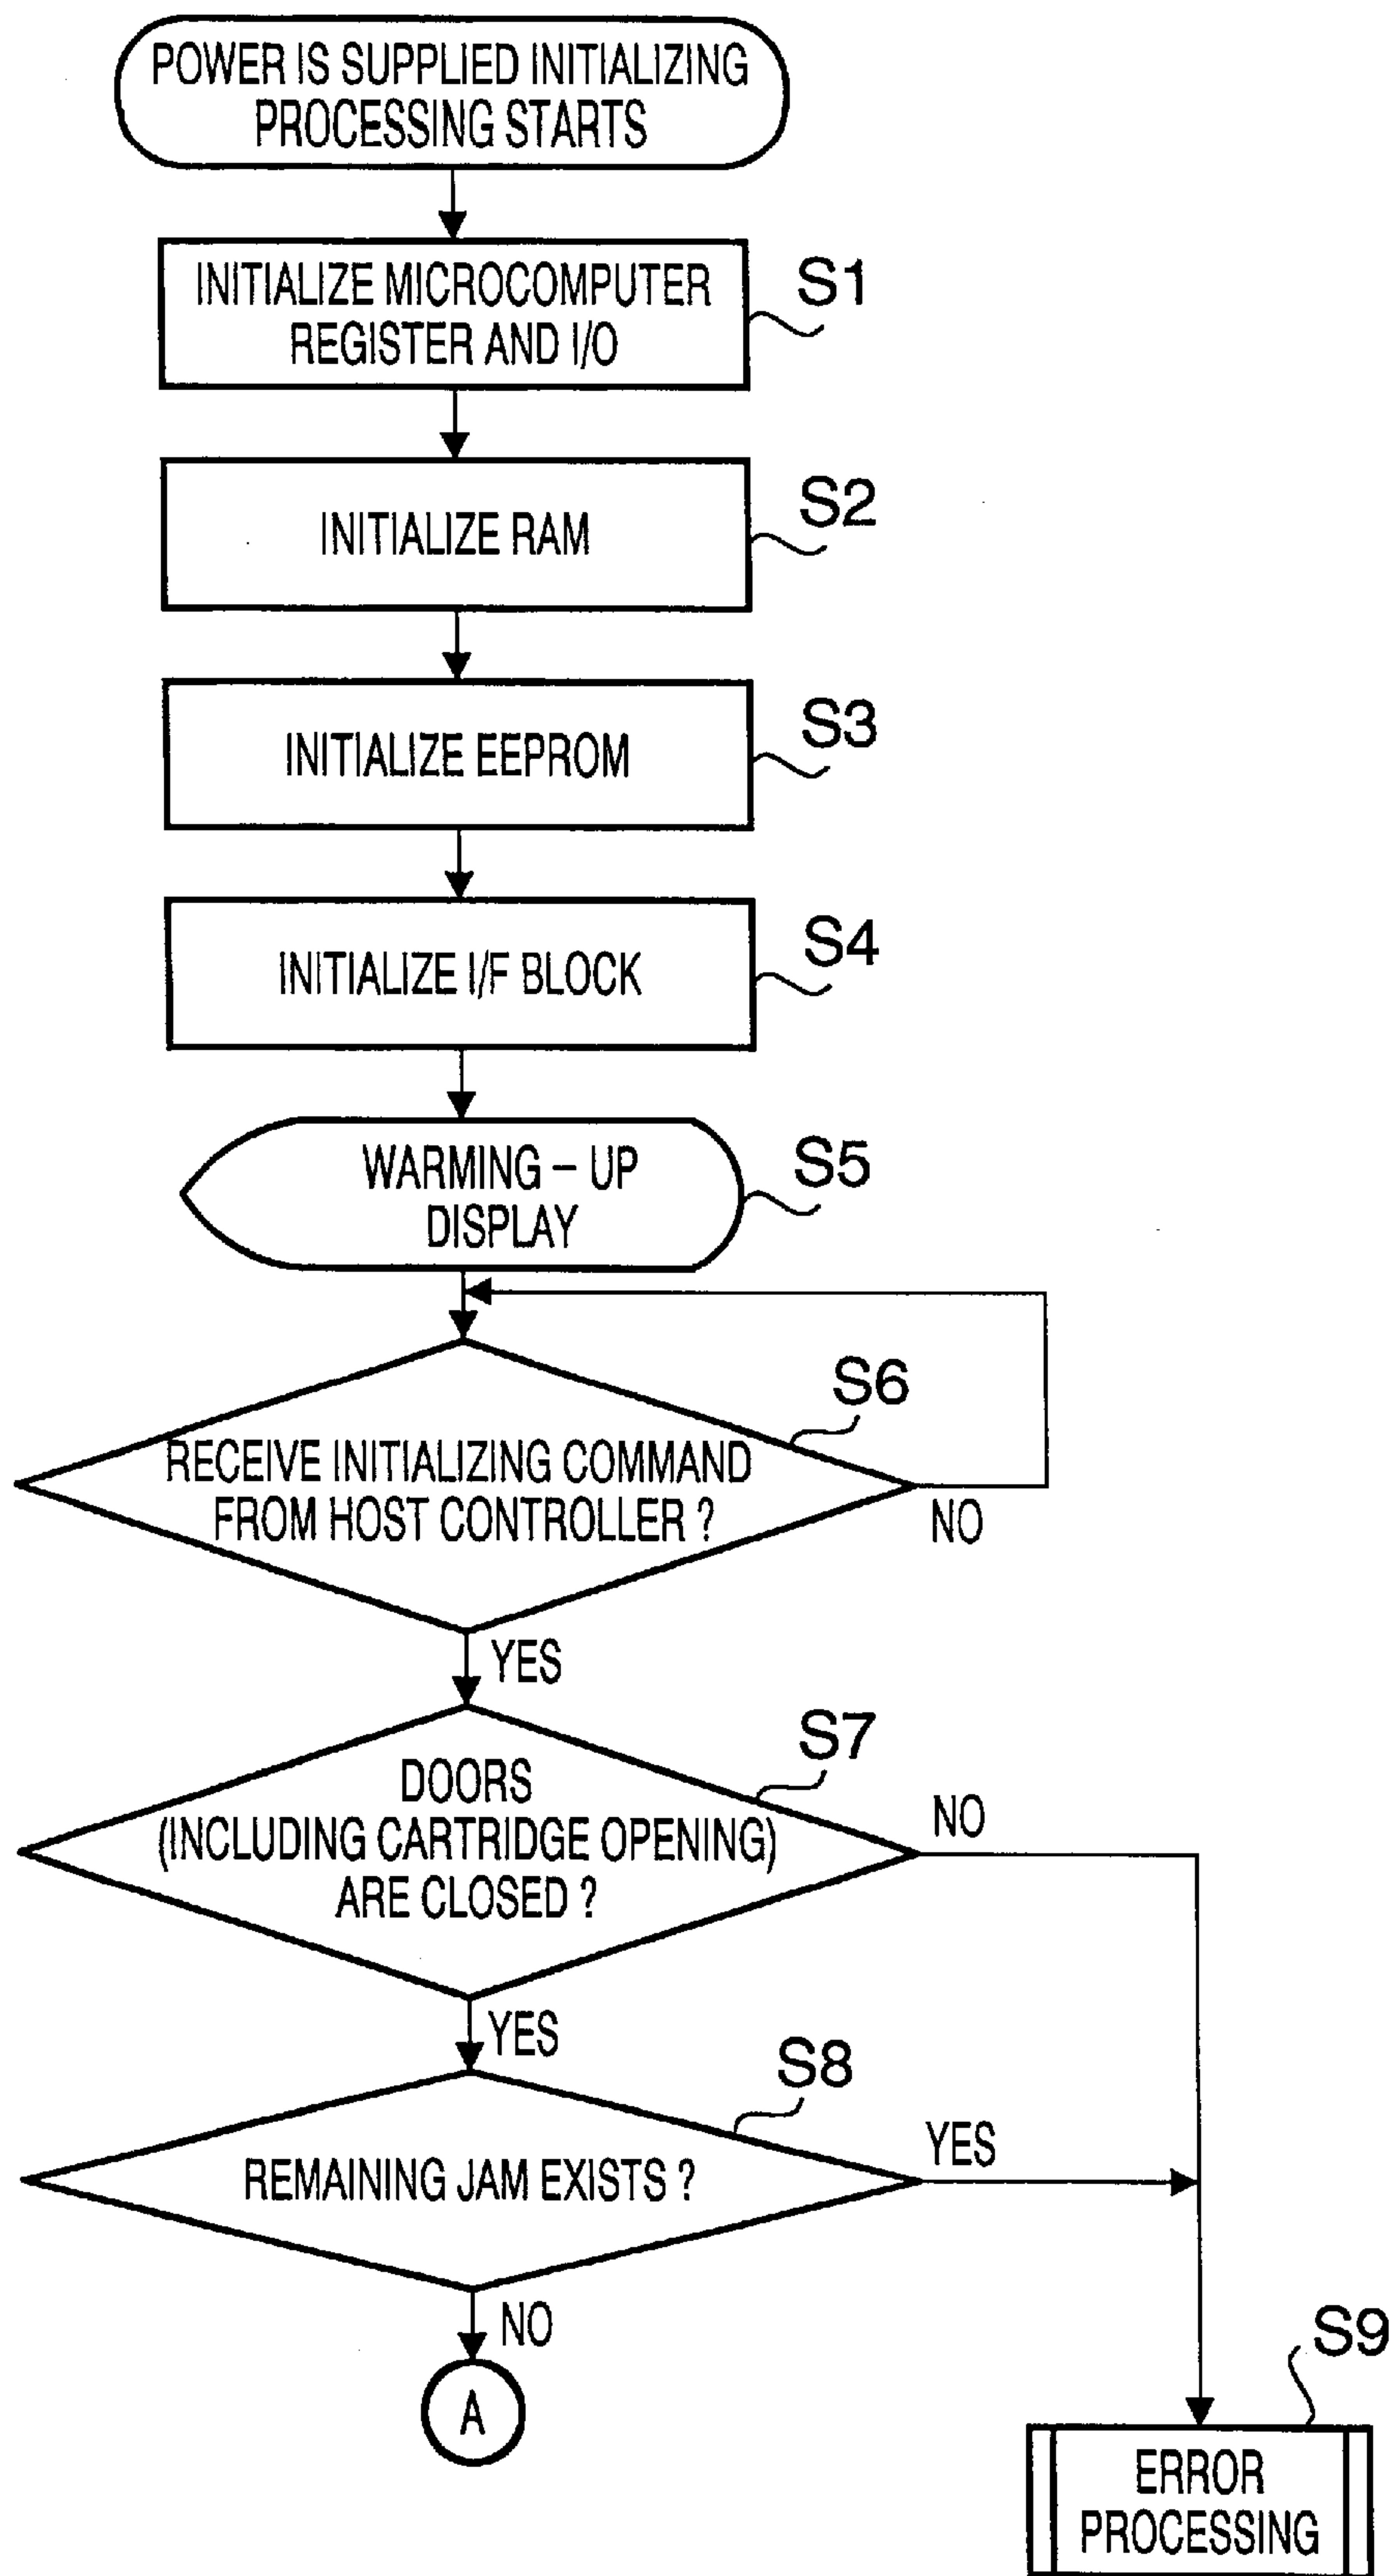 POWER IS SUPPLIED INITIALIZING
PROCESSING STARTS
INITIALIZE MICROCOMPUTER
REGISTER AND I/O
S1
INITIALIZE RAM
S2
INITIALIZE EEPROM
S3
INITIALIZE I/F BLOCK
S4
WARMING – UP
DISPLAY
S5
S6
RECEIVE INITIALIZING COMMAND
FROM HOST CONTROLLER ?
NO
YES
S7
DOORS
(INCLUDING CARTRIDGE OPENING)
ARE CLOSED ?
NO
YES
S8
REMAINING JAM EXISTS ?
YES
NO
A
S9
ERROR
PROCESSING